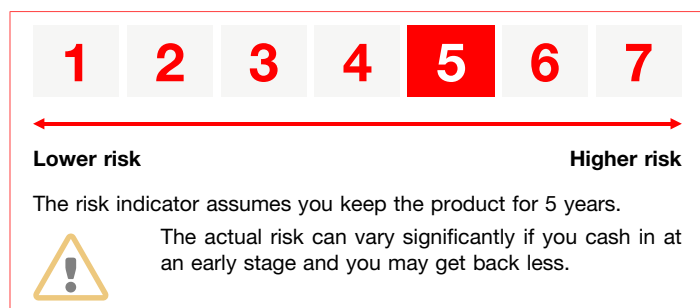 1 2 3 4 5 6 7
Lower risk Higher risk
The risk indicator assumes you keep the product for 5 years.
The actual risk can vary significantly if you cash in at
an early stage and you may get back less.